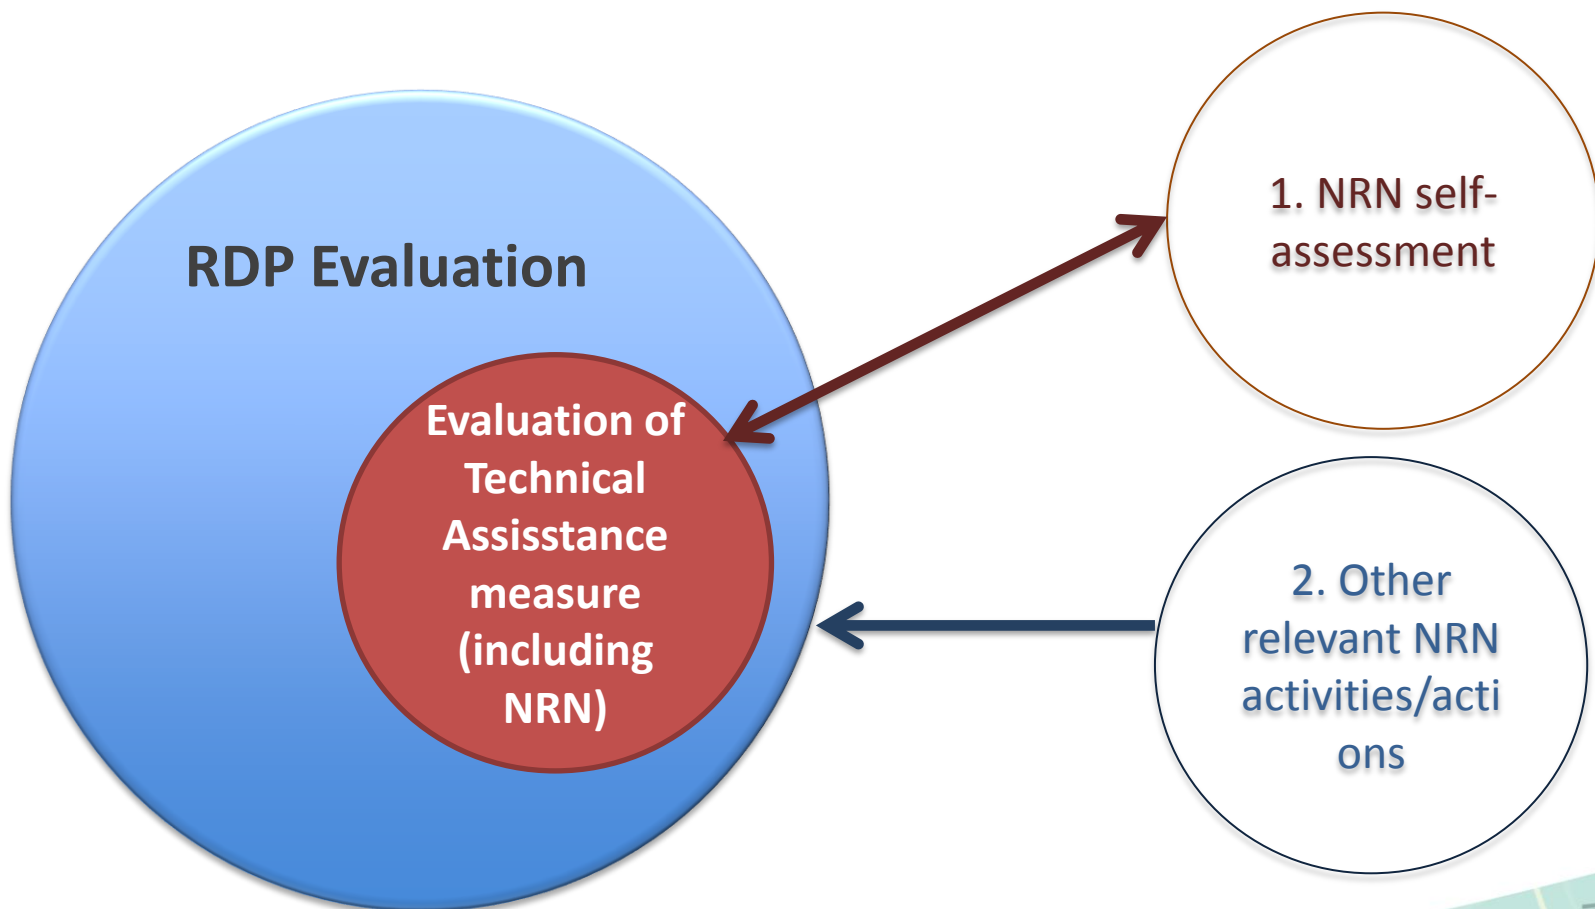 RDP Evaluation
Evaluation of
Technical
Assisstance
measure
(including
NRN)
1. NRN self-
assessment
2. Other
relevant NRN
activities/acti
ons